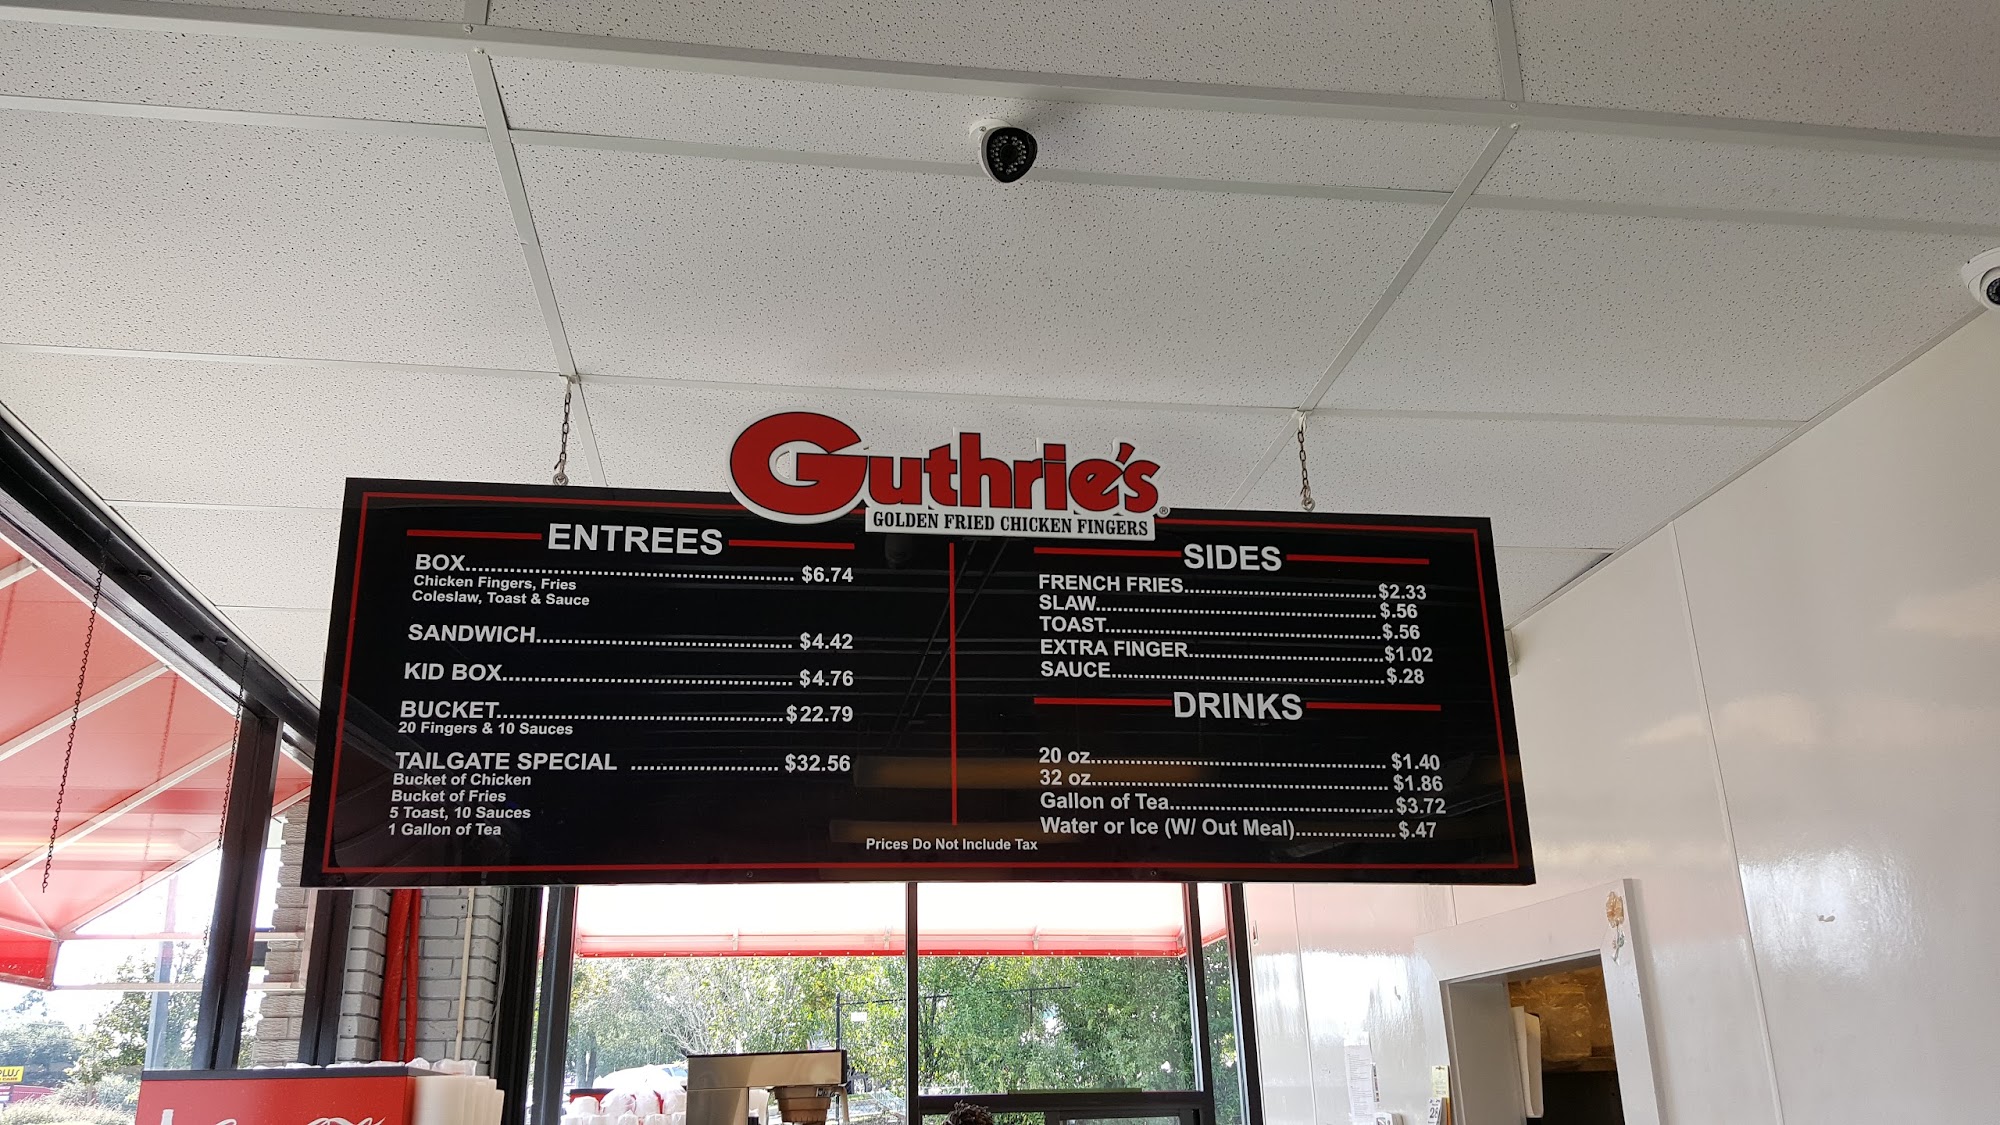 Guthrie's®
GOLDEN FRIED CHICKEN FINGERS
ENTREES
BOX............................................................ $6.74
Chicken Fingers, Fries
Coleslaw, Toast & Sauce
SANDWICH........................................ $4.42
KID BOX.............................................. $4.76
BUCKET.............................................$22.79
20 Fingers & 10 Sauces
TAILGATE SPECIAL ....................... $32.56
Bucket of Chicken
Bucket of Fries
5 Toast, 10 Sauces
1 Gallon of Tea
SIDES
FRENCH FRIES...................................$2.33
SLAW................................................... $.56
TOAST..................................................$.56
EXTRA FINGER...................................$1.02
SAUCE..................................................$.28
DRINKS
20 oz...................................................... $1.40
32 oz...................................................... $1.86
Gallon of Tea.........................................$3.72
Water or Ice (W/ Out Meal)..................$.47
Prices Do Not Include Tax
PLUS